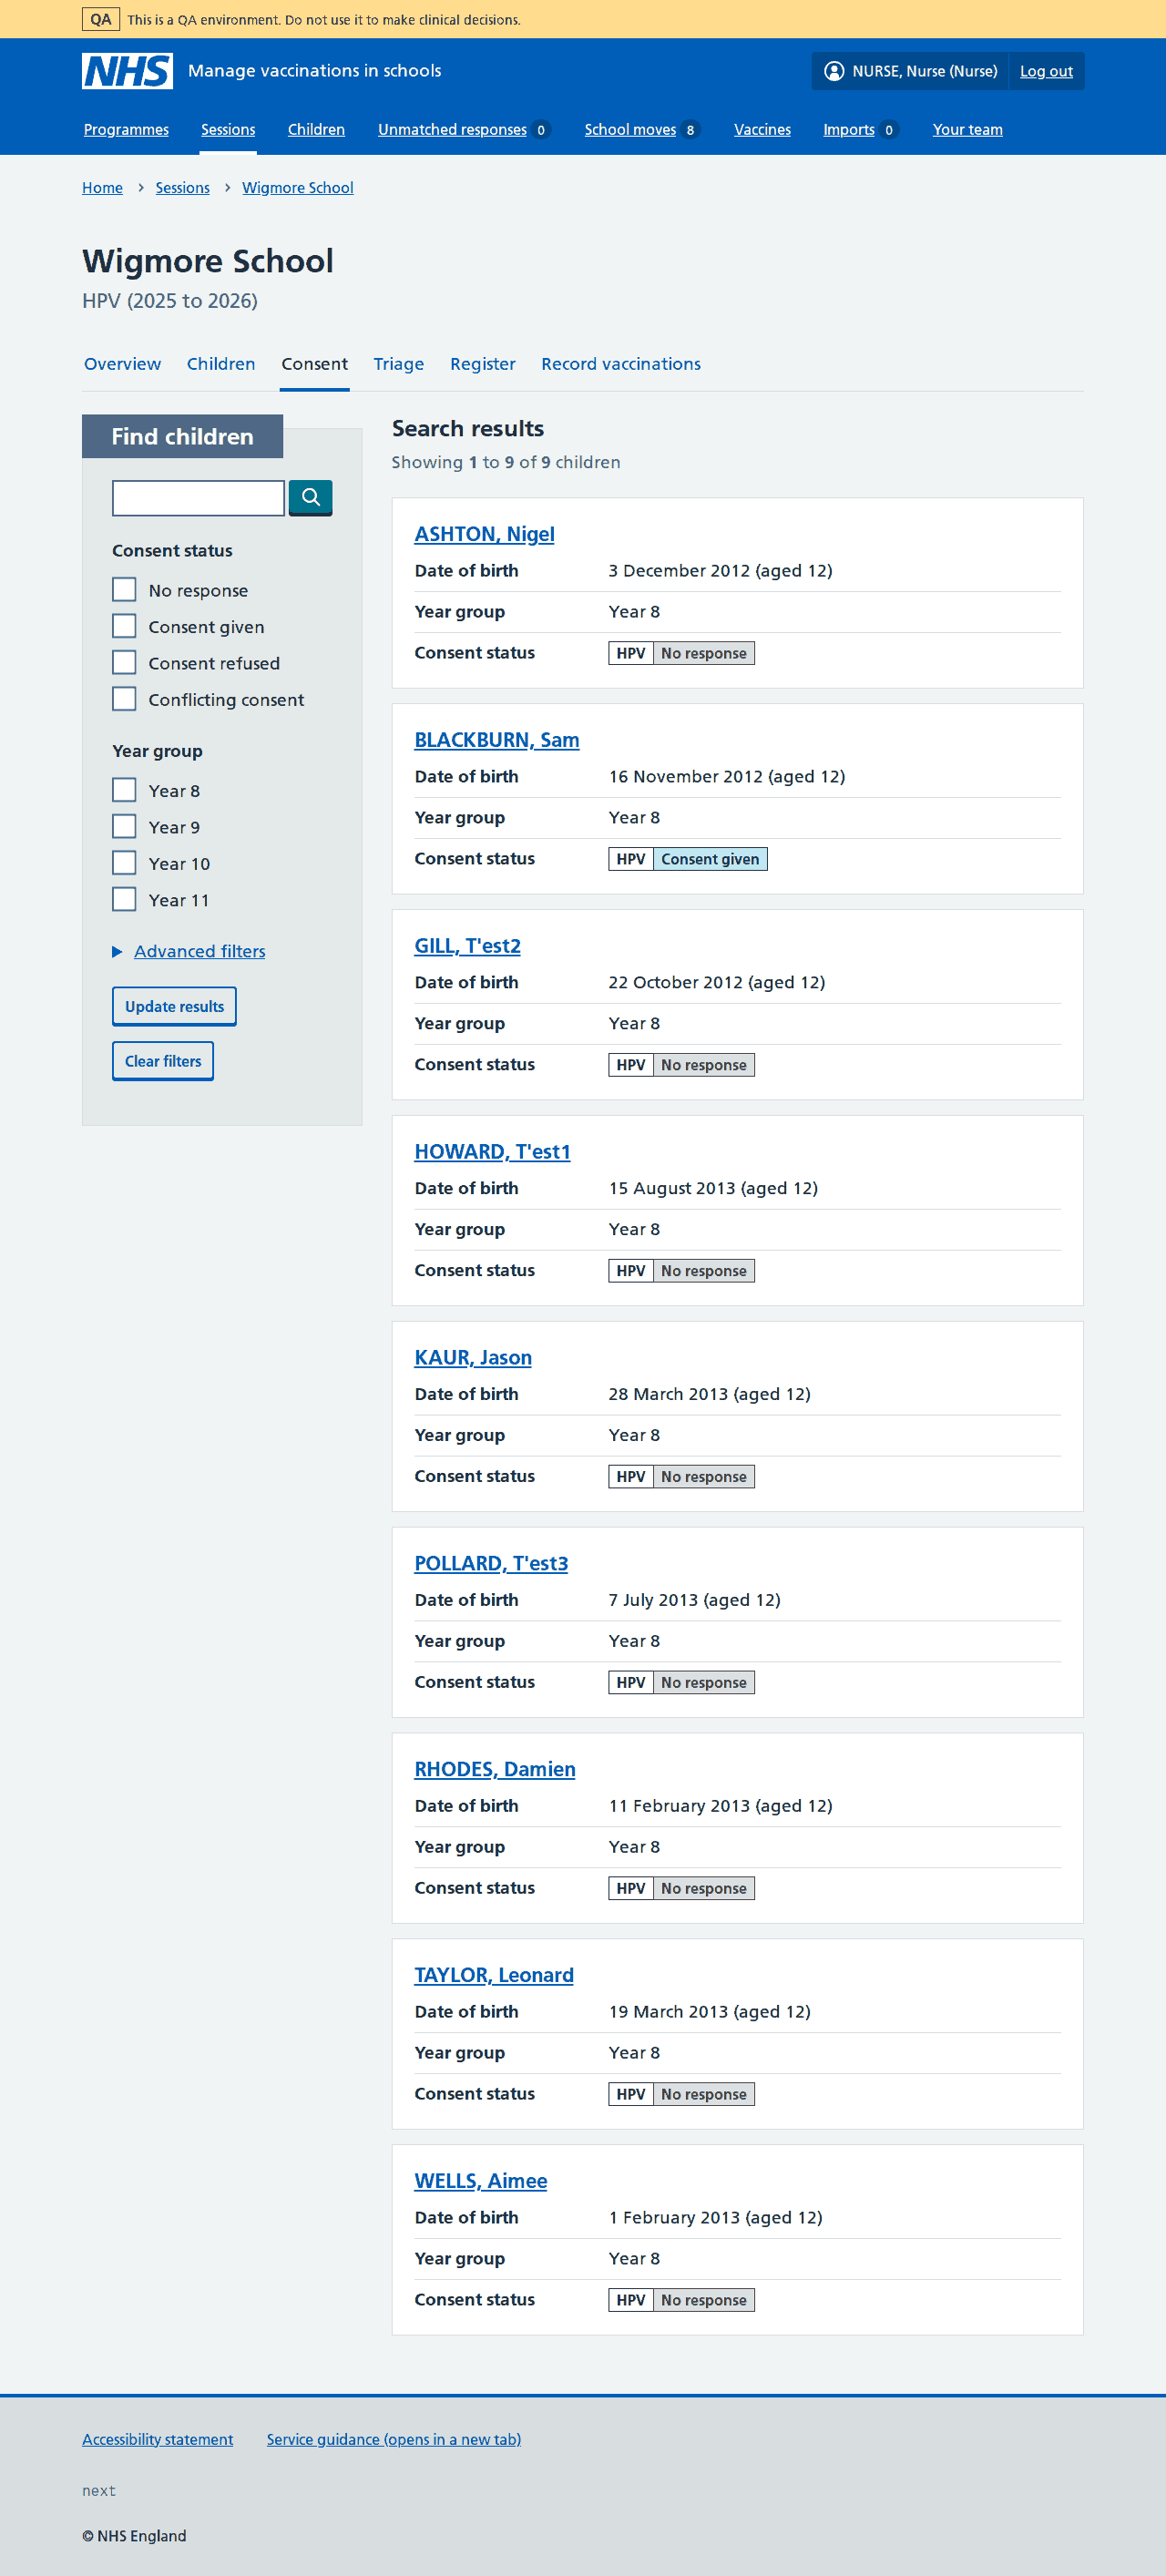 QA This is a QA environment. Do not use it to make clinical decisions.
NHS Manage vaccinations in schools NURSE, Nurse (Nurse) Log out
Programmes Sessions Children Unmatched responses 0 School moves 8 Vaccines Imports 0 Your team
Home Sessions Wigmore School
Wigmore School
HPV (2025 to 2026)
Overview Children Consent Triage Register Record vaccinations
Find children
Consent status
No response
Consent given
Consent refused
Conflicting consent
Year group
Year 8
Year 9
Year 10
Year 11
Advanced filters
Update results
Clear filters
Search results
Showing 1 to 9 of 9 children
ASHTON, Nigel
Date of birth 3 December 2012 (aged 12)
Year group Year 8
Consent status HPV No response
BLACKBURN, Sam
Date of birth 16 November 2012 (aged 12)
Year group Year 8
Consent status HPV Consent given
GILL, T'est2
Date of birth 22 October 2012 (aged 12)
Year group Year 8
Consent status HPV No response
HOWARD, T'est1
Date of birth 15 August 2013 (aged 12)
Year group Year 8
Consent status HPV No response
KAUR, Jason
Date of birth 28 March 2013 (aged 12)
Year group Year 8
Consent status HPV No response
POLLARD, T'est3
Date of birth 7 July 2013 (aged 12)
Year group Year 8
Consent status HPV No response
RHODES, Damien
Date of birth 11 February 2013 (aged 12)
Year group Year 8
Consent status HPV No response
TAYLOR, Leonard
Date of birth 19 March 2013 (aged 12)
Year group Year 8
Consent status HPV No response
WELLS, Aimee
Date of birth 1 February 2013 (aged 12)
Year group Year 8
Consent status HPV No response
Accessibility statement Service guidance (opens in a new tab)
next
© NHS England